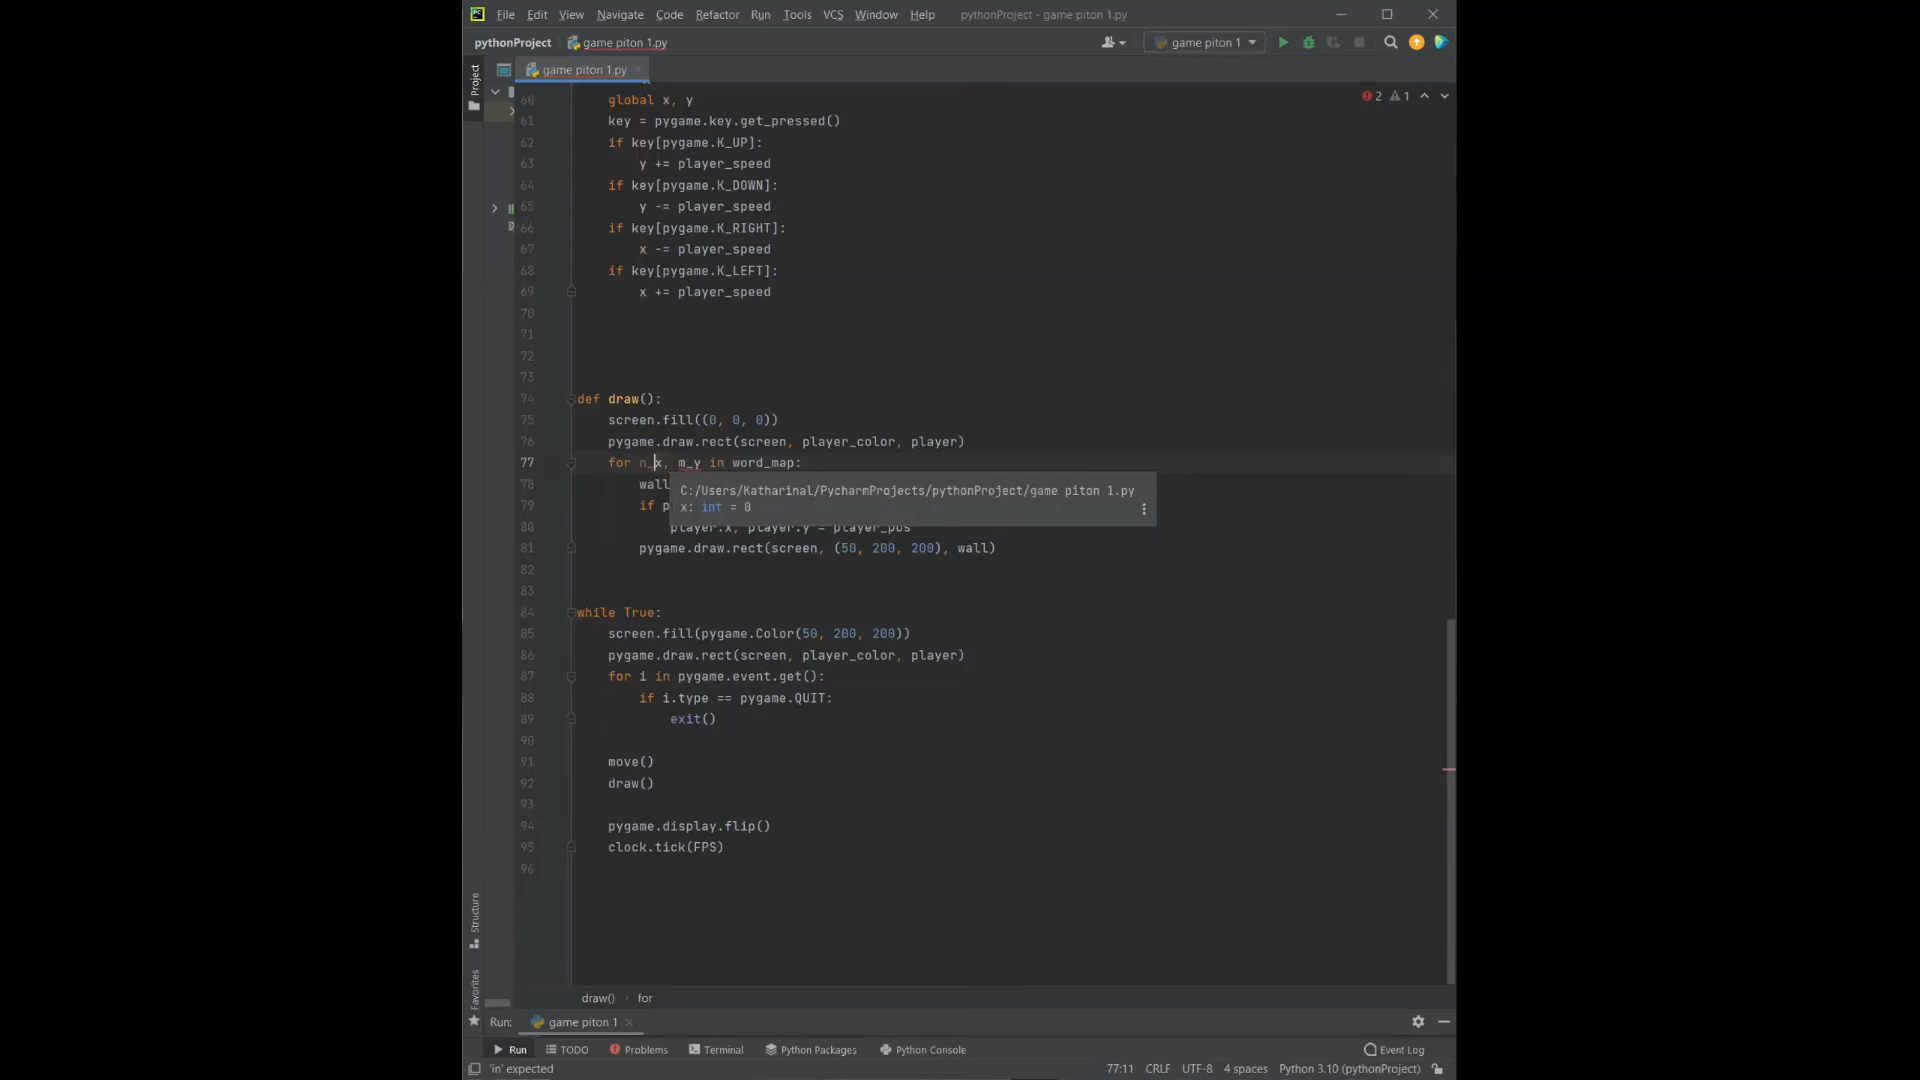 File Edit View Navigate Code Refactor Run Tools VCS Window Help pythonProject - game piton 1.py
pythonProject game piton 1.py game piton 1
Project
game piton 1.py
2 1
60 global x, y
61 key = pygame.key.get_pressed()
62 if key[pygame.K_UP]:
63 y += player_speed
64 if key[pygame.K_DOWN]:
65 y -= player_speed
66 if key[pygame.K_RIGHT]:
67 x -= player_speed
68 if key[pygame.K_LEFT]:
69 x += player_speed
70
71
72
73
74 def draw():
75 screen.fill((0, 0, 0))
76 pygame.draw.rect(screen, player_color, player)
77 for n_x, m_y in word_map:
78 wall
C:/Users/Katharinal/PycharmProjects/pythonProject/game piton 1.py
79 if p
x: int = 0
80 player.x, player.y = player_pos
81 pygame.draw.rect(screen, (50, 200, 200), wall)
82
83
84 while True:
85 screen.fill(pygame.Color(50, 200, 200))
86 pygame.draw.rect(screen, player_color, player)
87 for i in pygame.event.get():
88 if i.type == pygame.QUIT:
89 exit()
90
91 move()
92 draw()
93
94 pygame.display.flip()
95 clock.tick(FPS)
96
Structure
Favorites
draw() for
Run: game piton 1
Run TODO Problems Terminal Python Packages Python Console Event Log
'in' expected 77:11 CRLF UTF-8 4 spaces Python 3.10 (pythonProject)